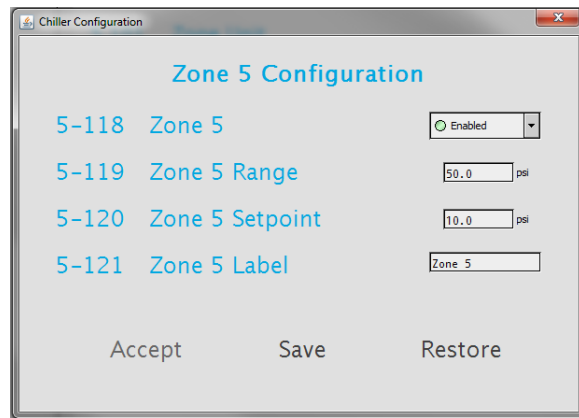 Chiller Configuration
Zone 5 Configuration
5-118 Zone 5 Enabled
5-119 Zone 5 Range 50.0 psi
5-120 Zone 5 Setpoint 10.0 psi
5-121 Zone 5 Label Zone 5
Accept Save Restore